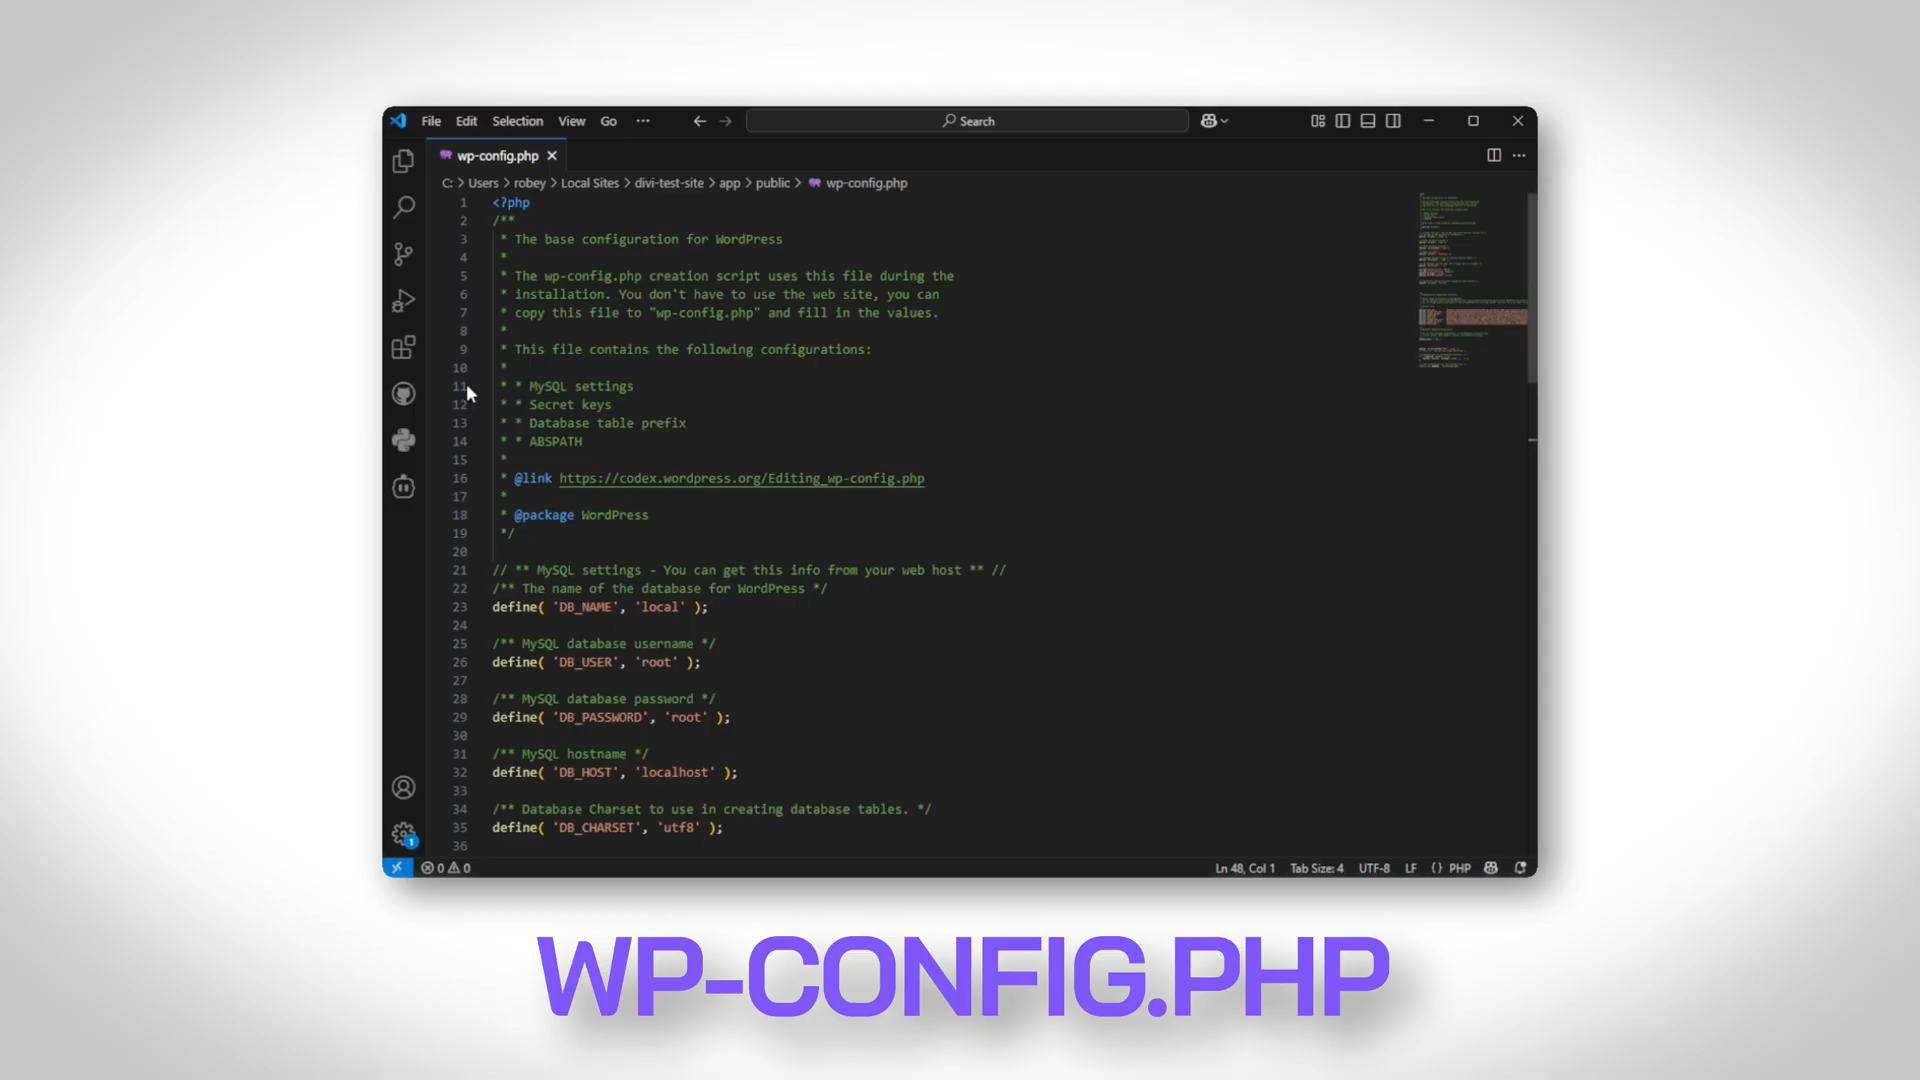 File Edit Selection View Go ··· Search
wp-config.php
C: > Users > robey > Local Sites > divi-test-site > app > public > wp-config.php
1 <?php
2 /**
3 * The base configuration for WordPress
4 *
5 * The wp-config.php creation script uses this file during the
6 * installation. You don't have to use the web site, you can
7 * copy this file to "wp-config.php" and fill in the values.
8 *
9 * This file contains the following configurations:
10 *
11 * * MySQL settings
12 * * Secret keys
13 * * Database table prefix
14 * * ABSPATH
15 *
16 * @link https://codex.wordpress.org/Editing_wp-config.php
17 *
18 * @package WordPress
19 */
20
21 // ** MySQL settings - You can get this info from your web host ** //
22 /** The name of the database for WordPress */
23 define( 'DB_NAME', 'local' );
24
25 /** MySQL database username */
26 define( 'DB_USER', 'root' );
27
28 /** MySQL database password */
29 define( 'DB_PASSWORD', 'root' );
30
31 /** MySQL hostname */
32 define( 'DB_HOST', 'localhost' );
33
34 /** Database Charset to use in creating database tables. */
35 define( 'DB_CHARSET', 'utf8' );
36
1
0 0 Ln 48, Col 1 Tab Size: 4 UTF-8 LF {} PHP
WP-CONFIG.PHP